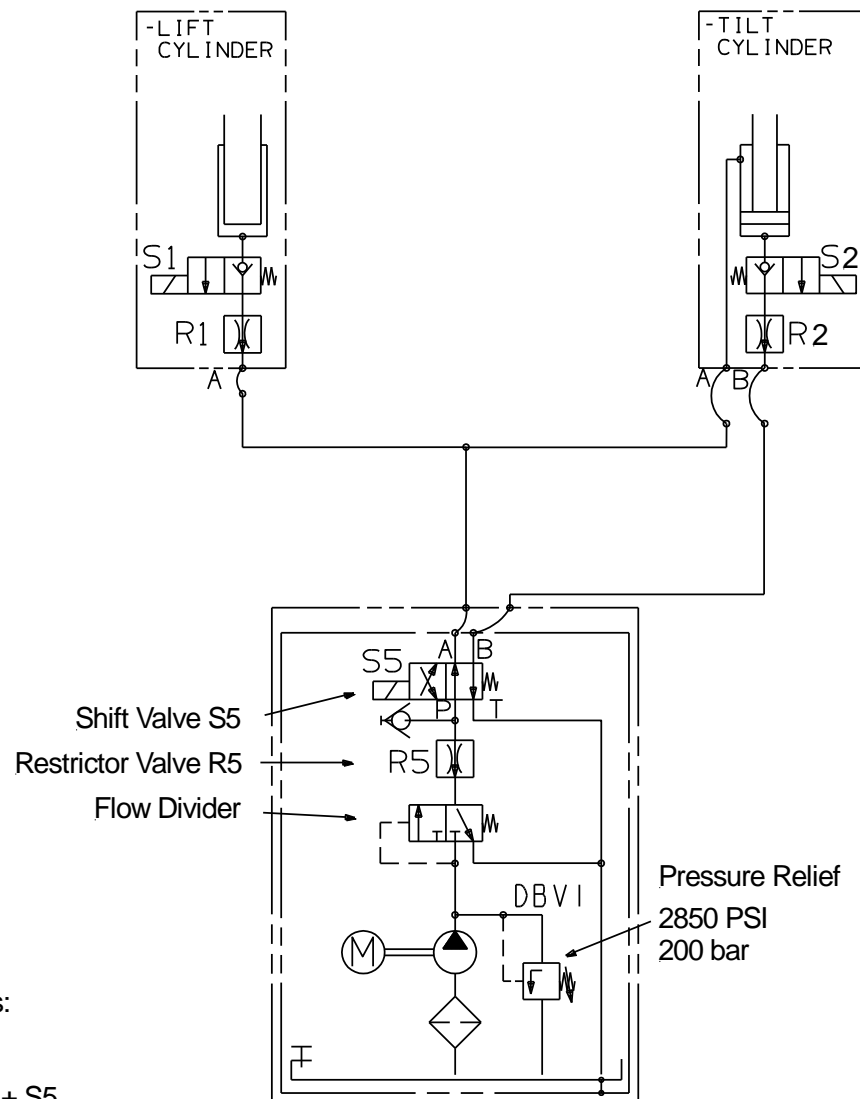 -LIFT
CYLINDER
-TILT
CYLINDER
S1
S2
R1
R2
A
A
B
A
B
S5
P
T
Shift Valve S5
Restrictor Valve R5
R5
Flow Divider
DBV1
Pressure Relief
2850 PSI
200 bar
M
s:
+ S5